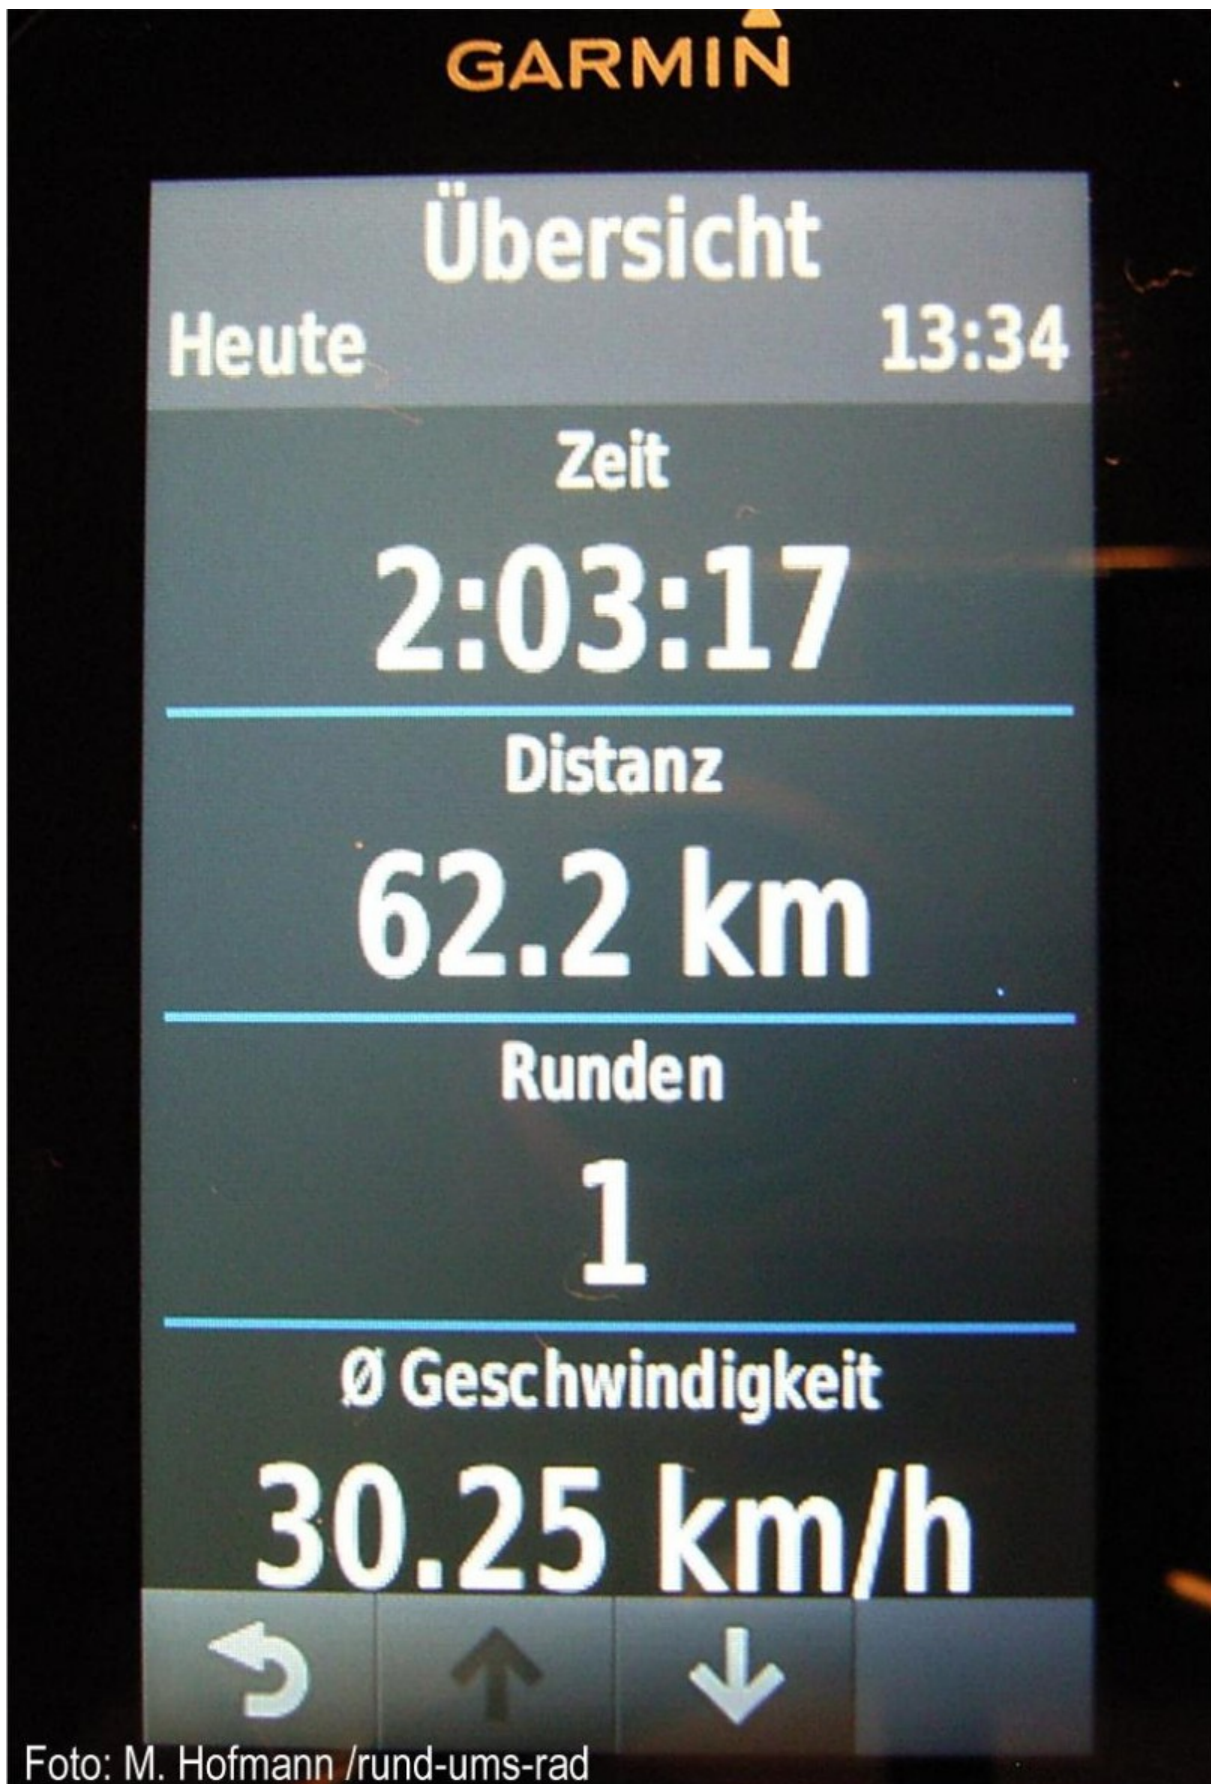 GARMIN
Übersicht
Heute 13:34
Zeit
2:03:17
Distanz
62.2 km
Runden
1
Ø Geschwindigkeit
30.25 km/h
Foto: M. Hofmann /rund-ums-rad